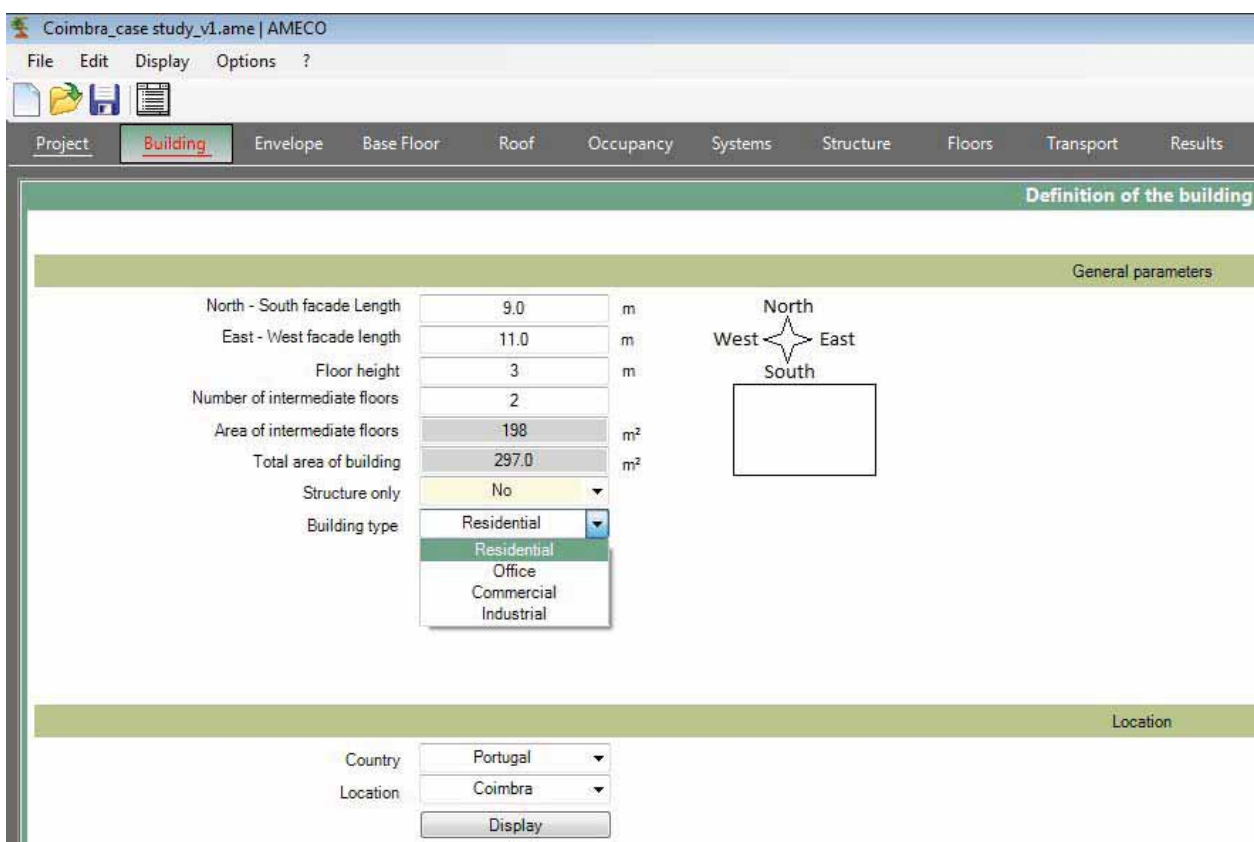 Coimbra_case study_v1.ame | AMECO
File Edit Display Options ?
Project Building Envelope Base Floor Roof Occupancy Systems Structure Floors Transport Results
Definition of the building
General parameters
North - South facade Length 9.0 m
East - West facade length 11.0 m
Floor height 3 m
Number of intermediate floors 2
Area of intermediate floors 198 m²
Total area of building 297.0 m²
Structure only No
Building type Residential
Residential
Office
Commercial
Industrial
North
West East
South
Location
Country Portugal
Location Coimbra
Display